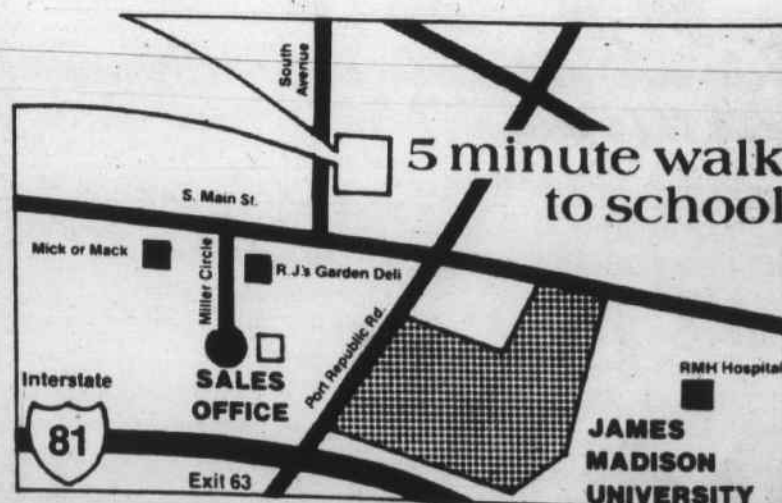 South
Avenue
5 minute walk
to school
S. Main St.
Mick or Mack
Miller Circle
R.J.'s Garden Deli
Port Republic Rd.
Interstate
81
SALES
OFFICE
RMH Hospital
JAMES
MADISON
UNIVERSITY
Exit 63